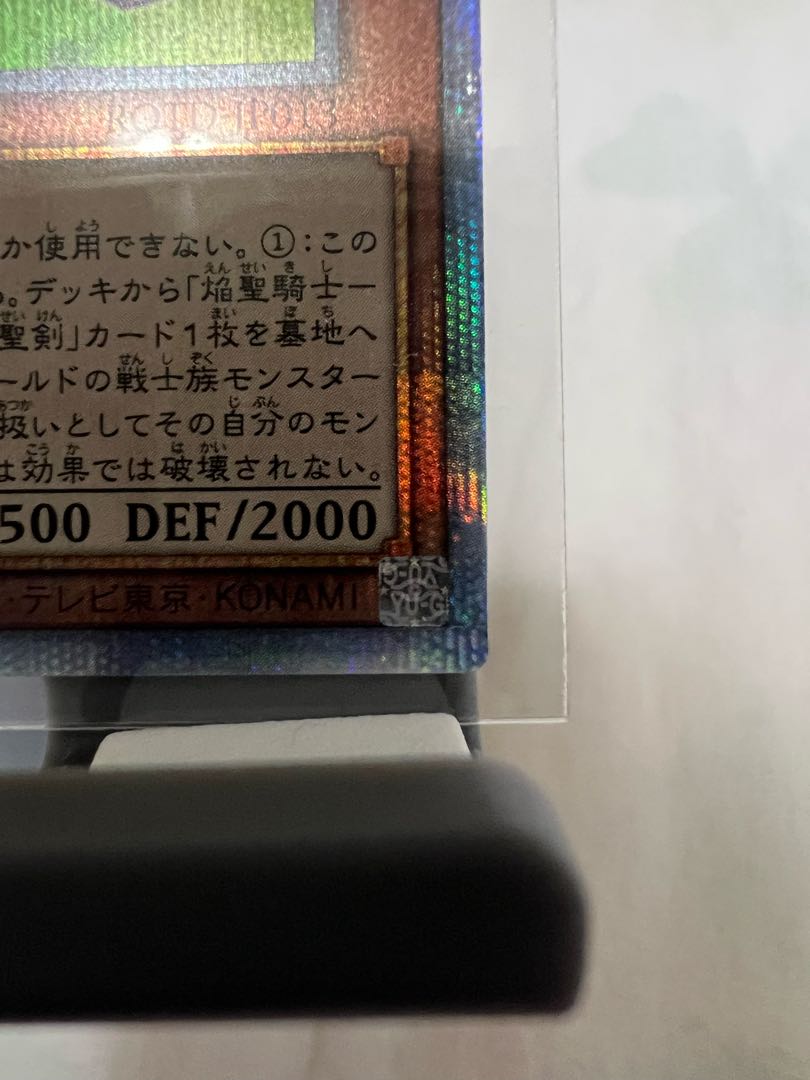 ROTD-JP013
か使用できない。①:この
る。デッキから「焔聖騎士ー
聖剣」カード1枚を墓地へ
ールドの戦士族モンスター
扱いとしてその自分のモン
は効果では破壊されない。
500 DEF/2000
・テレビ東京・KONAMI